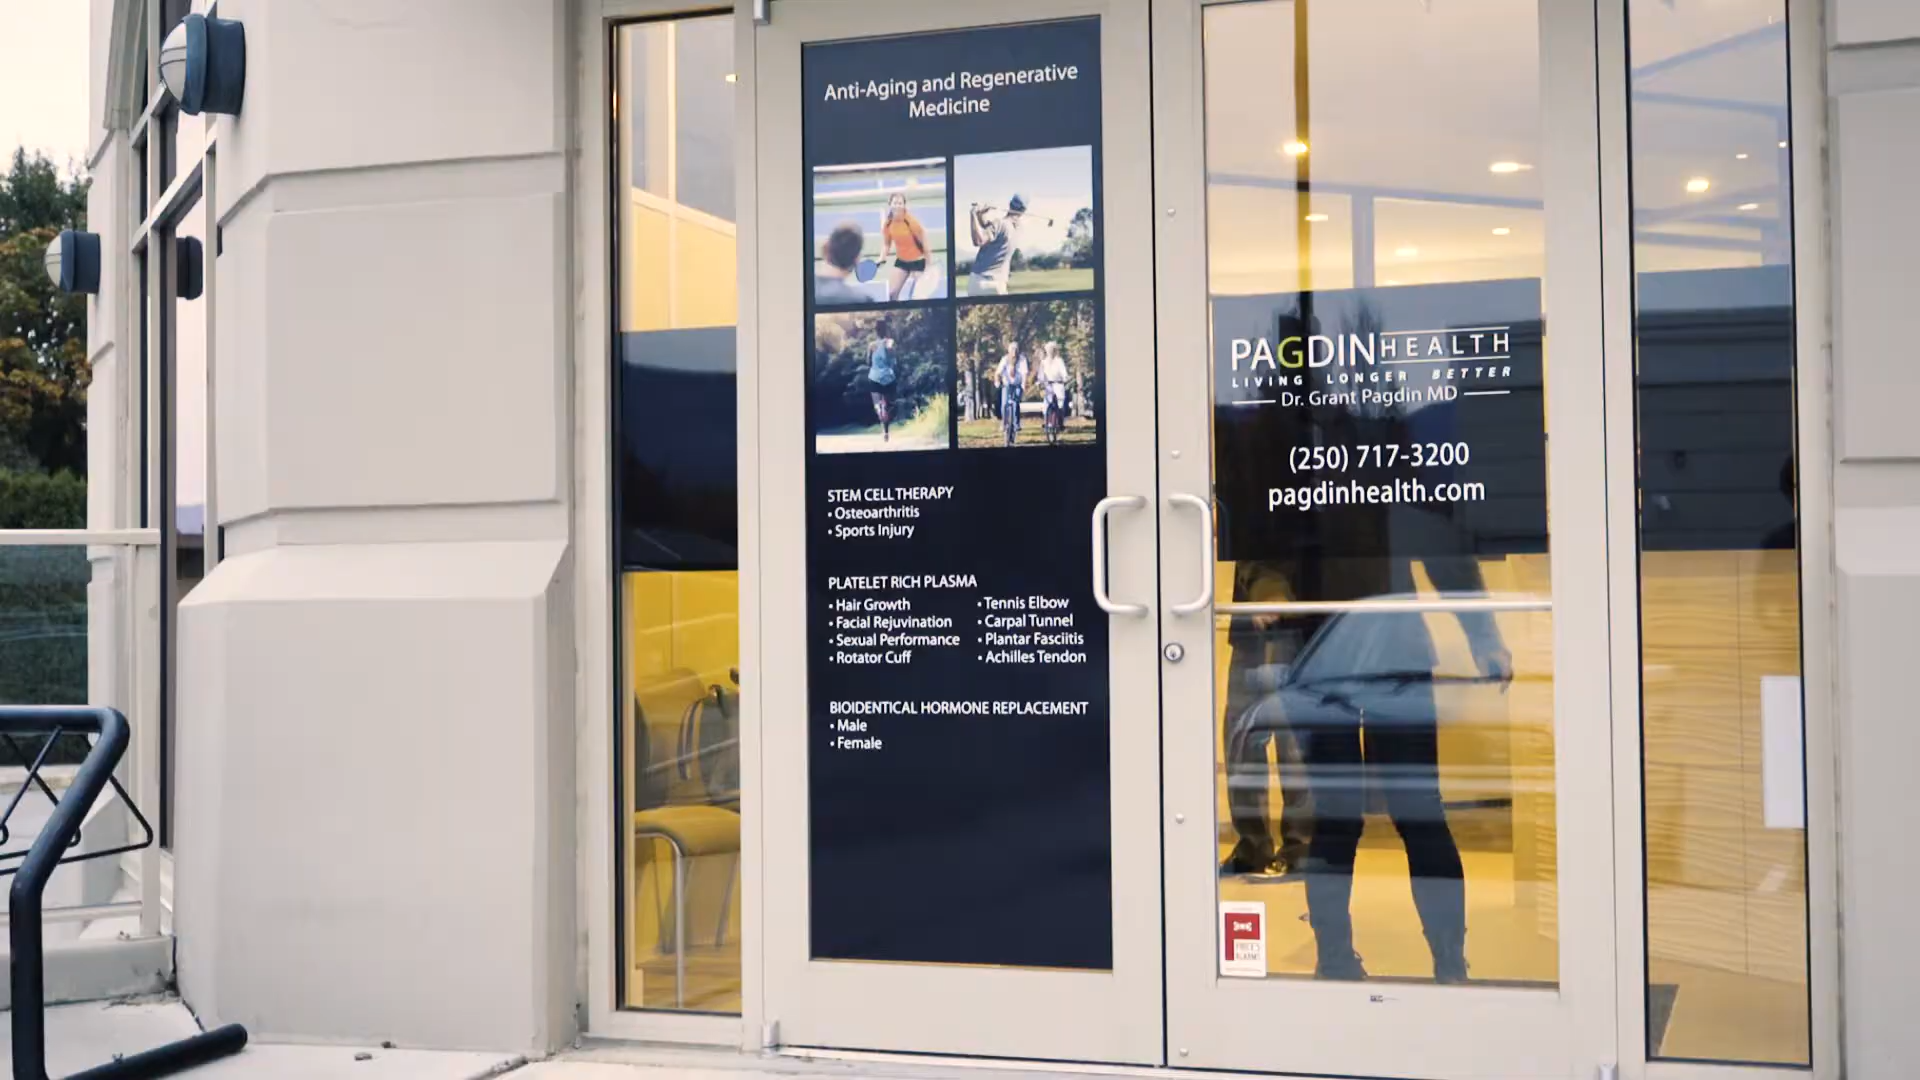 Anti-Aging and Regenerative
Medicine
STEM CELL THERAPY
• Osteoarthritis
• Sports Injury
PLATELET RICH PLASMA
• Hair Growth
• Facial Rejuvination
• Sexual Performance
• Rotator Cuff
• Tennis Elbow
• Carpal Tunnel
• Plantar Fasciitis
• Achilles Tendon
BIOIDENTICAL HORMONE REPLACEMENT
• Male
• Female
PAGDIN HEALTH
LIVING LONGER BETTER
Dr. Grant Pagdin MD
(250) 717-3200
pagdinhealth.com